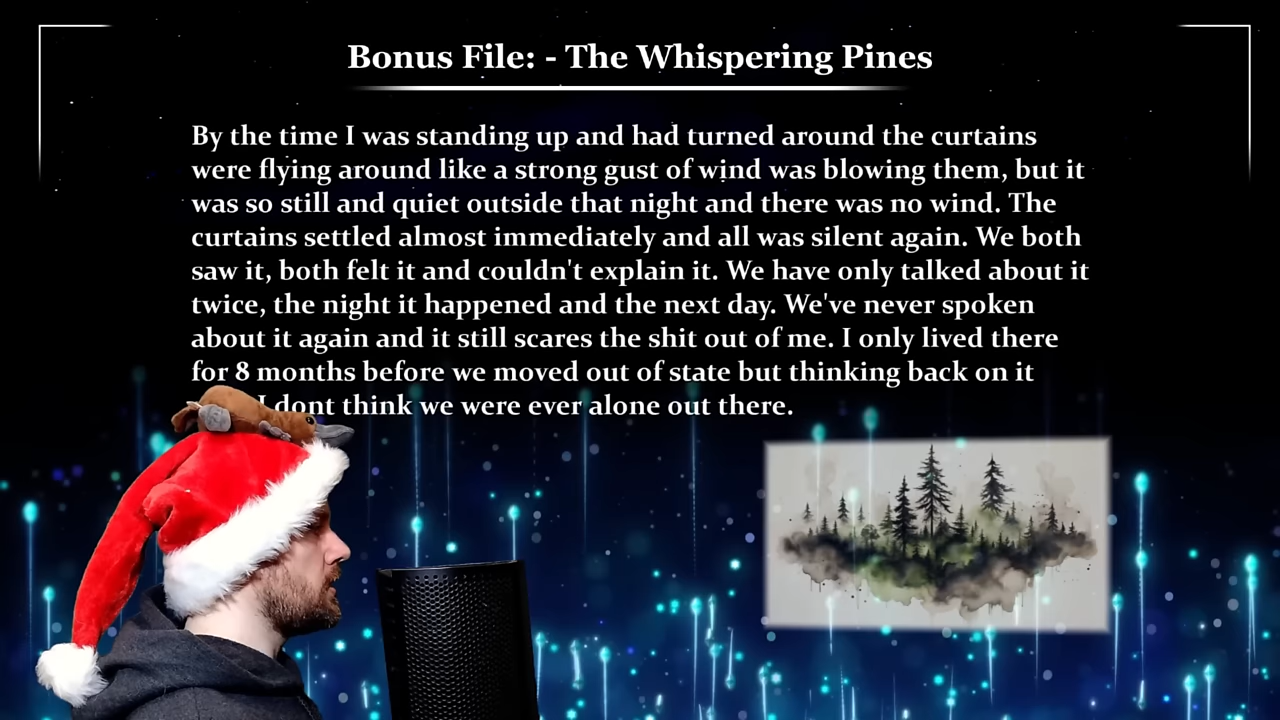 Bonus File: - The Whispering Pines
By the time I was standing up and had turned around the curtains
were flying around like a strong gust of wind was blowing them, but it
was so still and quiet outside that night and there was no wind. The
curtains settled almost immediately and all was silent again. We both
saw it, both felt it and couldn't explain it. We have only talked about it
twice, the night it happened and the next day. We've never spoken
about it again and it still scares the shit out of me. I only lived there
for 8 months before we moved out of state but thinking back on it
I dont think we were ever alone out there.